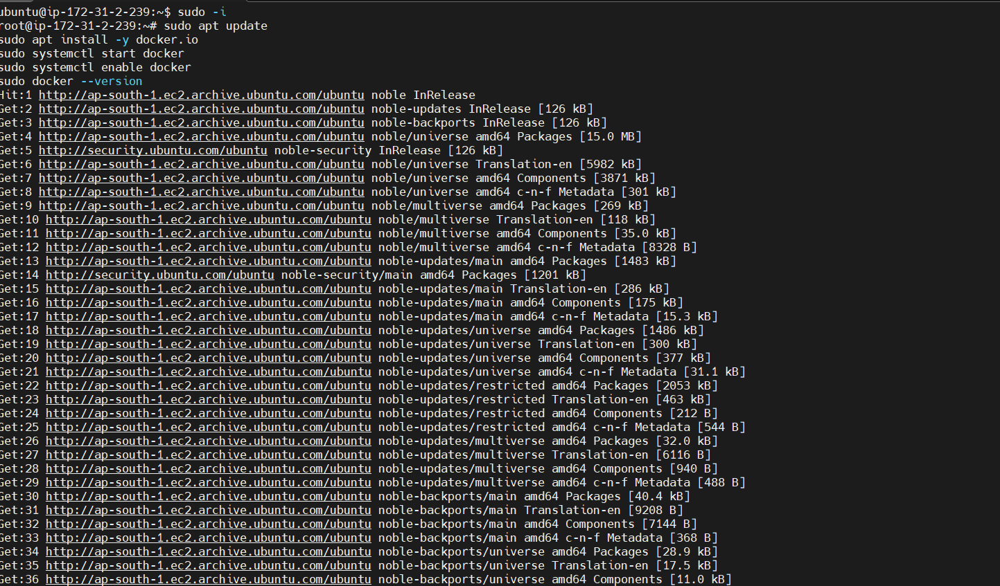 ubuntu@ip-172-31-2-239:~$ sudo -i
root@ip-172-31-2-239:~# sudo apt update
sudo apt install -y docker.io
sudo systemctl start docker
sudo systemctl enable docker
sudo docker --version
Hit:1 http://ap-south-1.ec2.archive.ubuntu.com/ubuntu noble InRelease
Get:2 http://ap-south-1.ec2.archive.ubuntu.com/ubuntu noble-updates InRelease [126 kB]
Get:3 http://ap-south-1.ec2.archive.ubuntu.com/ubuntu noble-backports InRelease [126 kB]
Get:4 http://ap-south-1.ec2.archive.ubuntu.com/ubuntu noble/universe amd64 Packages [15.0 MB]
Get:5 http://security.ubuntu.com/ubuntu noble-security InRelease [126 kB]
Get:6 http://ap-south-1.ec2.archive.ubuntu.com/ubuntu noble/universe Translation-en [5982 kB]
Get:7 http://ap-south-1.ec2.archive.ubuntu.com/ubuntu noble/universe amd64 Components [3871 kB]
Get:8 http://ap-south-1.ec2.archive.ubuntu.com/ubuntu noble/universe amd64 c-n-f Metadata [301 kB]
Get:9 http://ap-south-1.ec2.archive.ubuntu.com/ubuntu noble/multiverse amd64 Packages [269 kB]
Get:10 http://ap-south-1.ec2.archive.ubuntu.com/ubuntu noble/multiverse Translation-en [118 kB]
Get:11 http://ap-south-1.ec2.archive.ubuntu.com/ubuntu noble/multiverse amd64 Components [35.0 kB]
Get:12 http://ap-south-1.ec2.archive.ubuntu.com/ubuntu noble/multiverse amd64 c-n-f Metadata [8328 B]
Get:13 http://ap-south-1.ec2.archive.ubuntu.com/ubuntu noble-updates/main amd64 Packages [1483 kB]
Get:14 http://security.ubuntu.com/ubuntu noble-security/main amd64 Packages [1201 kB]
Get:15 http://ap-south-1.ec2.archive.ubuntu.com/ubuntu noble-updates/main Translation-en [286 kB]
Get:16 http://ap-south-1.ec2.archive.ubuntu.com/ubuntu noble-updates/main amd64 Components [175 kB]
Get:17 http://ap-south-1.ec2.archive.ubuntu.com/ubuntu noble-updates/main amd64 c-n-f Metadata [15.3 kB]
Get:18 http://ap-south-1.ec2.archive.ubuntu.com/ubuntu noble-updates/universe amd64 Packages [1486 kB]
Get:19 http://ap-south-1.ec2.archive.ubuntu.com/ubuntu noble-updates/universe Translation-en [300 kB]
Get:20 http://ap-south-1.ec2.archive.ubuntu.com/ubuntu noble-updates/universe amd64 Components [377 kB]
Get:21 http://ap-south-1.ec2.archive.ubuntu.com/ubuntu noble-updates/universe amd64 c-n-f Metadata [31.1 kB]
Get:22 http://ap-south-1.ec2.archive.ubuntu.com/ubuntu noble-updates/restricted amd64 Packages [2053 kB]
Get:23 http://ap-south-1.ec2.archive.ubuntu.com/ubuntu noble-updates/restricted Translation-en [463 kB]
Get:24 http://ap-south-1.ec2.archive.ubuntu.com/ubuntu noble-updates/restricted amd64 Components [212 B]
Get:25 http://ap-south-1.ec2.archive.ubuntu.com/ubuntu noble-updates/restricted amd64 c-n-f Metadata [544 B]
Get:26 http://ap-south-1.ec2.archive.ubuntu.com/ubuntu noble-updates/multiverse amd64 Packages [32.0 kB]
Get:27 http://ap-south-1.ec2.archive.ubuntu.com/ubuntu noble-updates/multiverse Translation-en [6116 B]
Get:28 http://ap-south-1.ec2.archive.ubuntu.com/ubuntu noble-updates/multiverse amd64 Components [940 B]
Get:29 http://ap-south-1.ec2.archive.ubuntu.com/ubuntu noble-updates/multiverse amd64 c-n-f Metadata [488 B]
Get:30 http://ap-south-1.ec2.archive.ubuntu.com/ubuntu noble-backports/main amd64 Packages [40.4 kB]
Get:31 http://ap-south-1.ec2.archive.ubuntu.com/ubuntu noble-backports/main Translation-en [9208 B]
Get:32 http://ap-south-1.ec2.archive.ubuntu.com/ubuntu noble-backports/main amd64 Components [7144 B]
Get:33 http://ap-south-1.ec2.archive.ubuntu.com/ubuntu noble-backports/main amd64 c-n-f Metadata [368 B]
Get:34 http://ap-south-1.ec2.archive.ubuntu.com/ubuntu noble-backports/universe amd64 Packages [28.9 kB]
Get:35 http://ap-south-1.ec2.archive.ubuntu.com/ubuntu noble-backports/universe Translation-en [17.5 kB]
Get:36 http://ap-south-1.ec2.archive.ubuntu.com/ubuntu noble-backports/universe amd64 Components [11.0 kB]